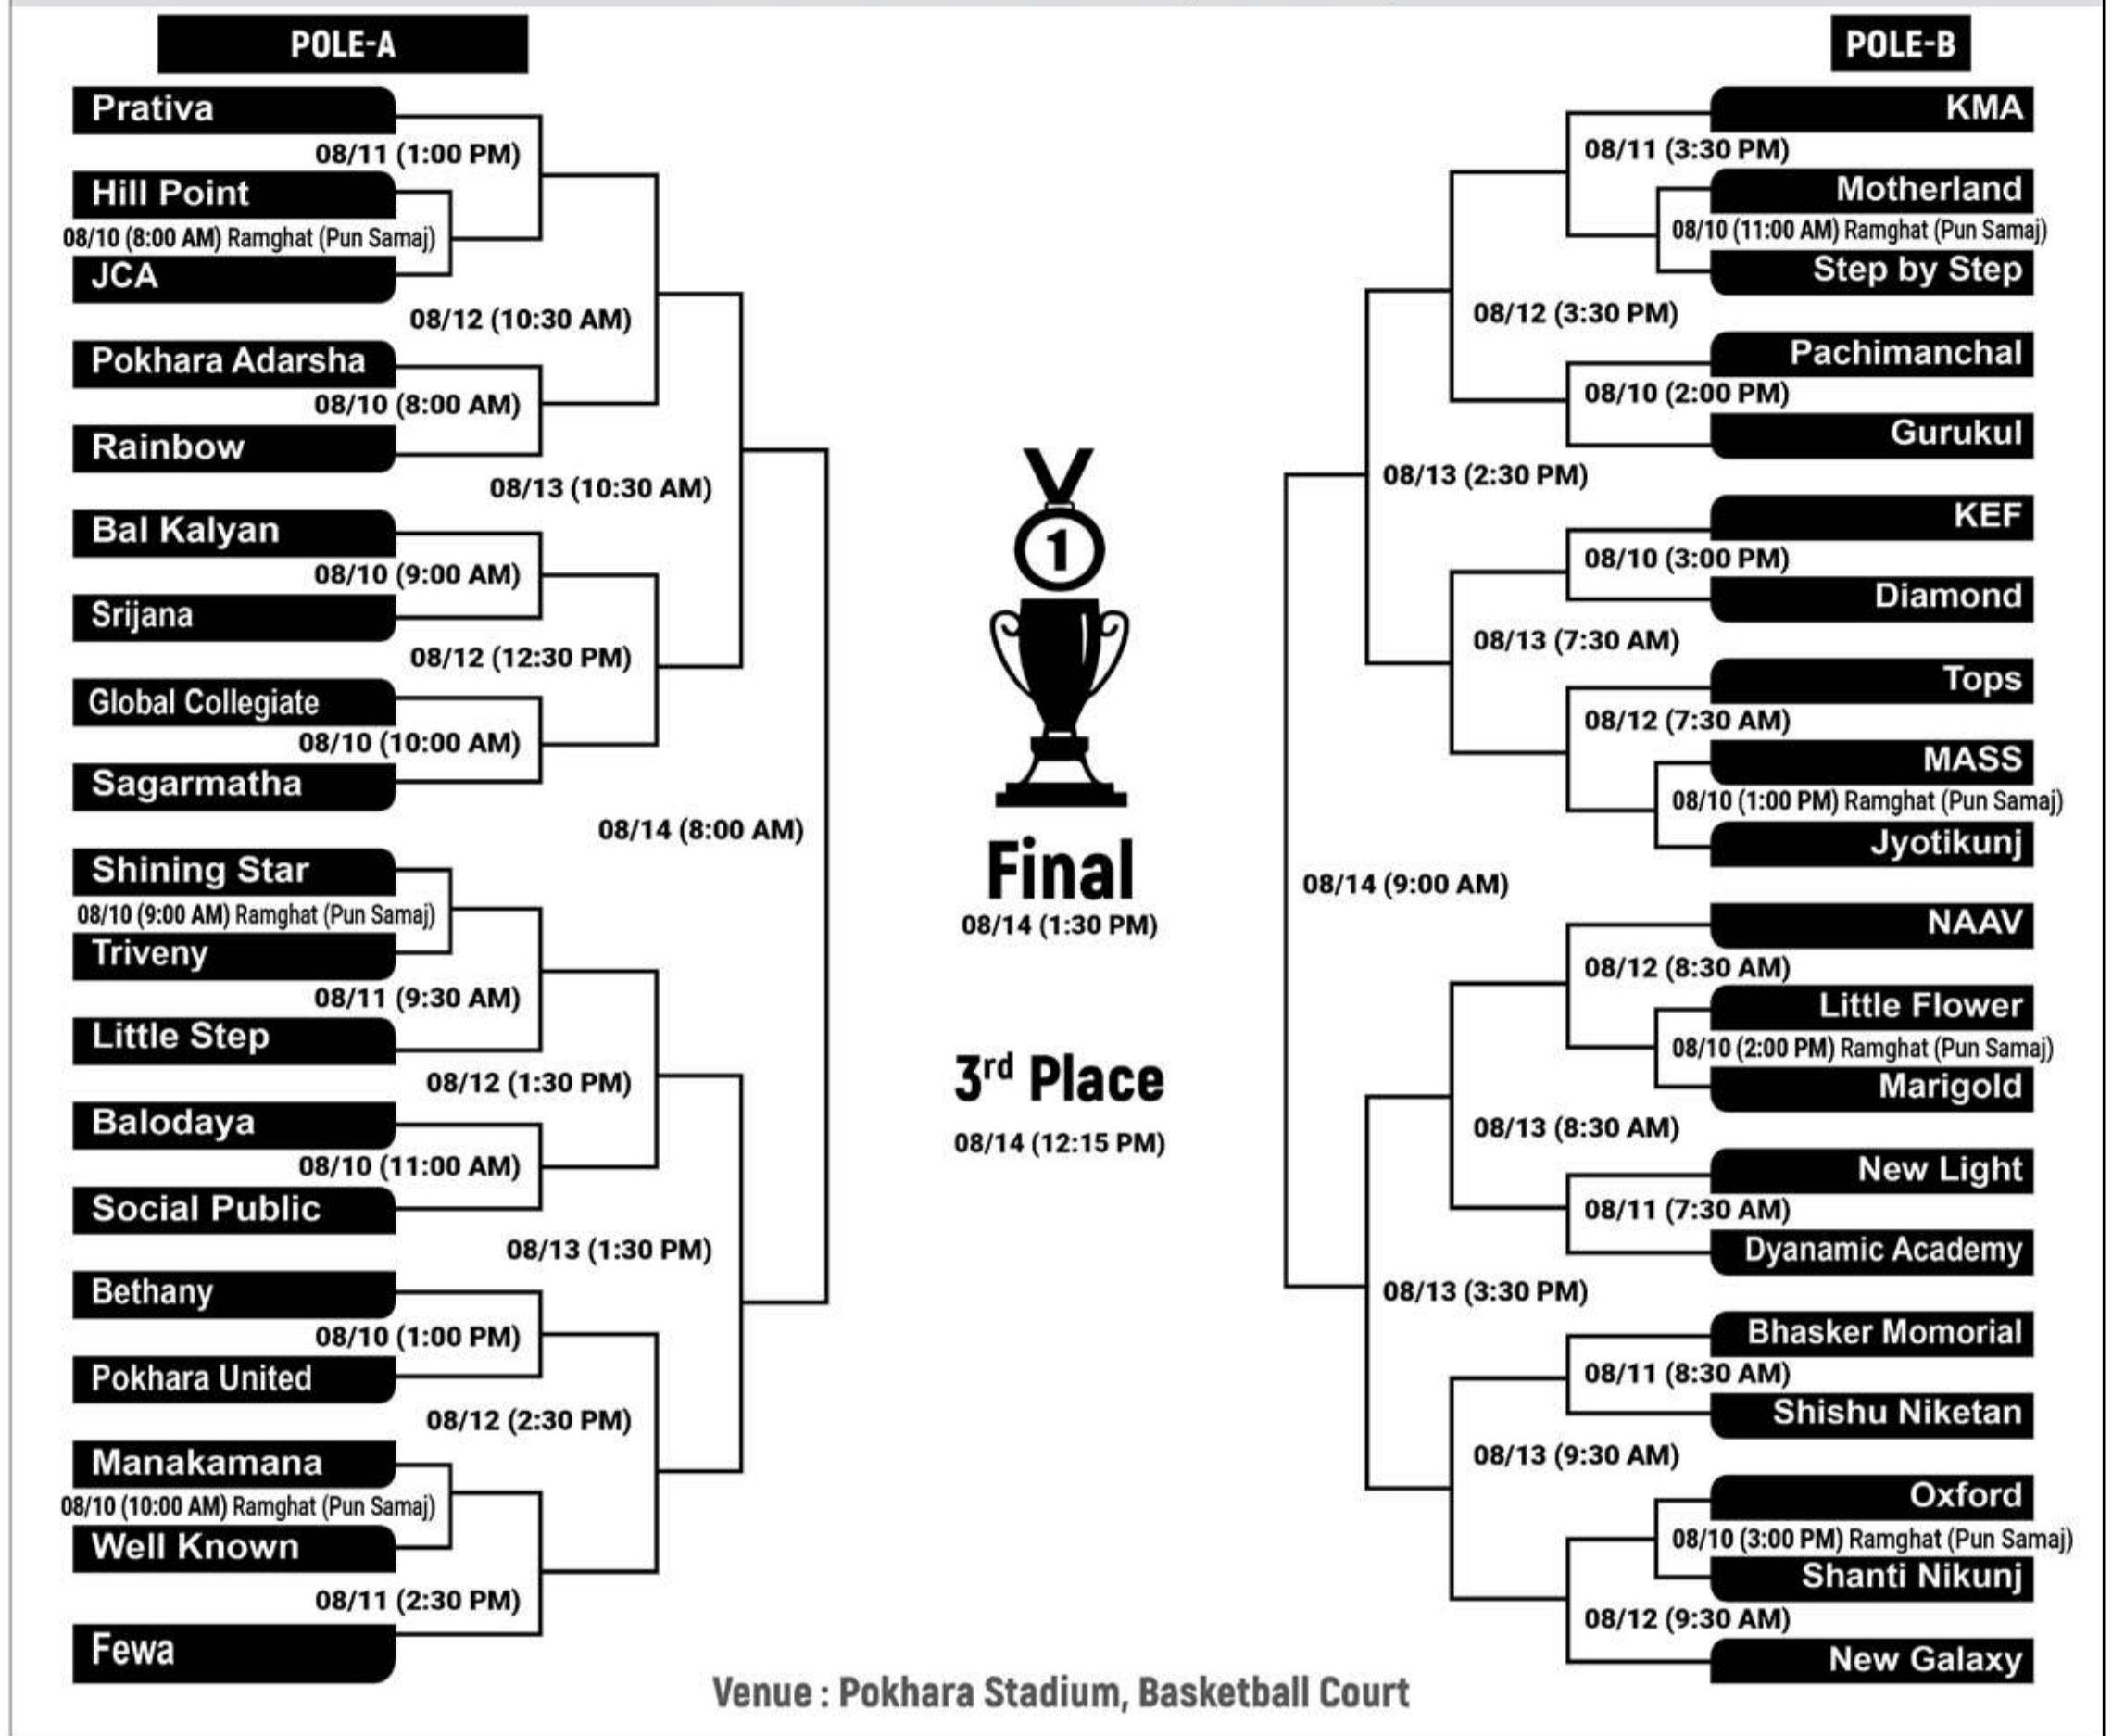 POLE-A
Prativa
08/11 (1:00 PM)
Hill Point
08/10 (8:00 AM) Ramghat (Pun Samaj)
JCA
08/12 (10:30 AM)
Pokhara Adarsha
08/10 (8:00 AM)
Rainbow
08/13 (10:30 AM)
Bal Kalyan
08/10 (9:00 AM)
Srijana
08/12 (12:30 PM)
Global Collegiate
08/10 (10:00 AM)
Sagarmatha
08/14 (8:00 AM)
Shining Star
08/10 (9:00 AM) Ramghat (Pun Samaj)
Triveny
08/11 (9:30 AM)
Little Step
08/12 (1:30 PM)
Balodaya
08/10 (11:00 AM)
Social Public
08/13 (1:30 PM)
Bethany
08/10 (1:00 PM)
Pokhara United
08/12 (2:30 PM)
Manakamana
08/10 (10:00 AM) Ramghat (Pun Samaj)
Well Known
08/11 (2:30 PM)
Fewa
1
Final
08/14 (1:30 PM)
3rd Place
08/14 (12:15 PM)
POLE-B
KMA
08/11 (3:30 PM)
Motherland
08/10 (11:00 AM) Ramghat (Pun Samaj)
Step by Step
08/12 (3:30 PM)
Pachimanchal
08/10 (2:00 PM)
Gurukul
08/13 (2:30 PM)
KEF
08/10 (3:00 PM)
Diamond
08/13 (7:30 AM)
Tops
08/12 (7:30 AM)
MASS
08/10 (1:00 PM) Ramghat (Pun Samaj)
Jyotikunj
08/14 (9:00 AM)
NAAV
08/12 (8:30 AM)
Little Flower
08/10 (2:00 PM) Ramghat (Pun Samaj)
Marigold
08/13 (8:30 AM)
New Light
08/11 (7:30 AM)
Dyanamic Academy
08/13 (3:30 PM)
Bhasker Momorial
08/11 (8:30 AM)
Shishu Niketan
08/13 (9:30 AM)
Oxford
08/10 (3:00 PM) Ramghat (Pun Samaj)
Shanti Nikunj
08/12 (9:30 AM)
New Galaxy
Venue : Pokhara Stadium, Basketball Court